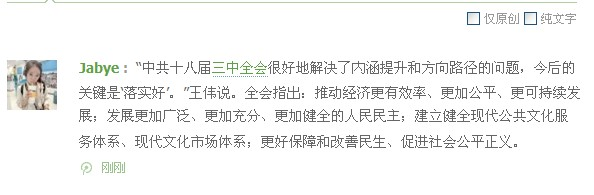 仅原创 纯文字
Jabye：“中共十八届三中全会很好地解决了内涵提升和方向路径的问题，今后的
关键是‘落实好’。”王伟说。全会指出：推动经济更有效率、更加公平、更可持续发
展；发展更加广泛、更加充分、更加健全的人民民主；建立健全现代公共文化服
务体系、现代文化市场体系；更好保障和改善民生、促进社会公平正义。
刚刚